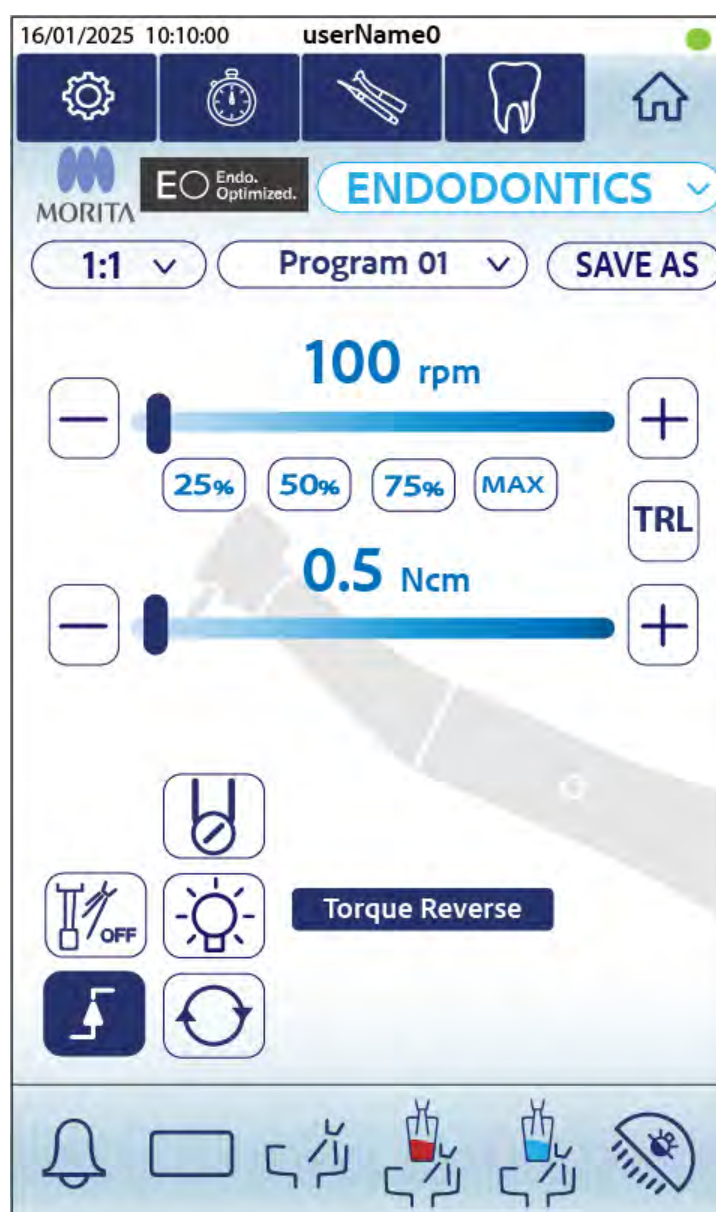 16/01/2025 10:10:00 userName0
MORITA
EO Endo. Optimized.
ENDODONTICS
1:1 Program 01 SAVE AS
100 rpm
25% 50% 75% MAX
TRL
0.5 Ncm
OFF
Torque Reverse